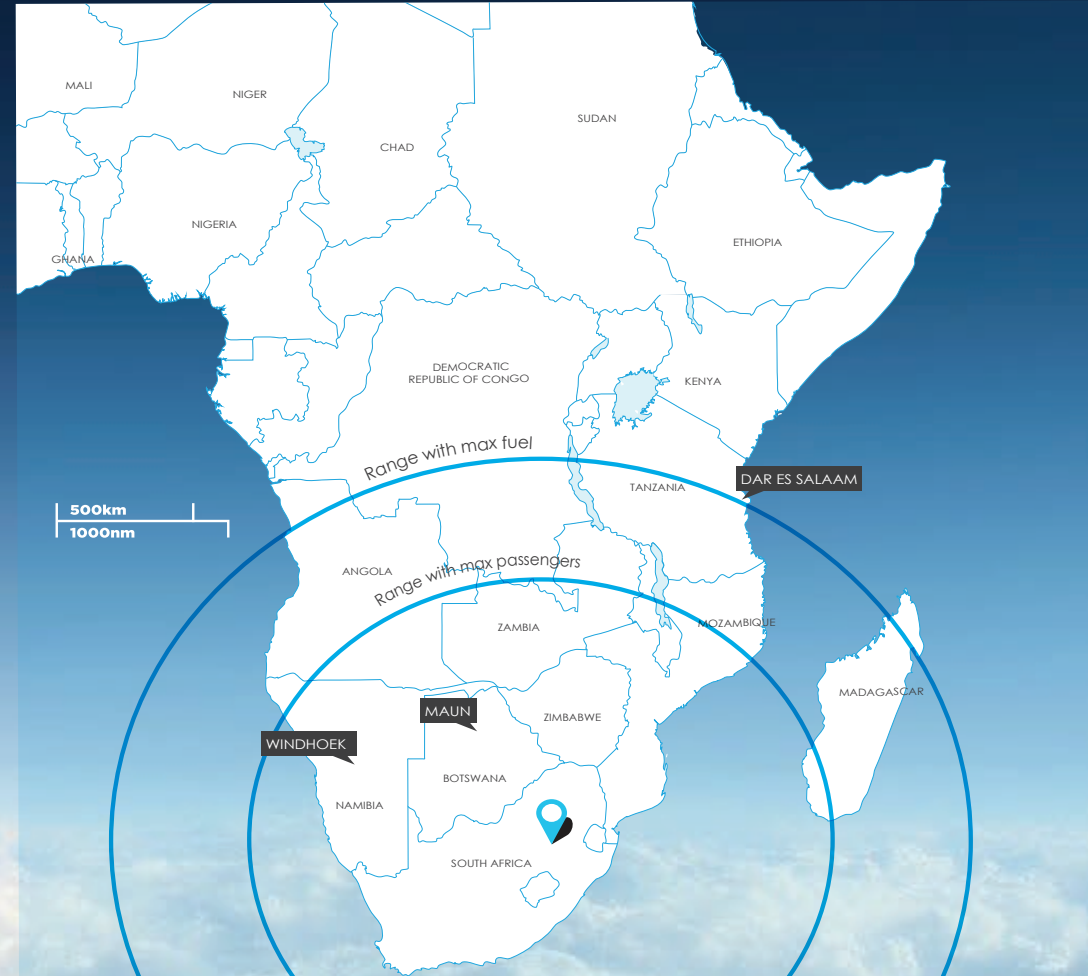 MALI
NIGER
SUDAN
CHAD
NIGERIA
ETHIOPIA
GHANA
DEMOCRATIC
REPUBLIC OF CONGO
KENYA
Range with max fuel
DAR ES SALAAM
TANZANIA
500km
1000nm
Range with max passengers
ANGOLA
ZAMBIA
MOZAMBIQUE
MADAGASCAR
MAUN
ZIMBABWE
WINDHOEK
BOTSWANA
NAMIBIA
SOUTH AFRICA